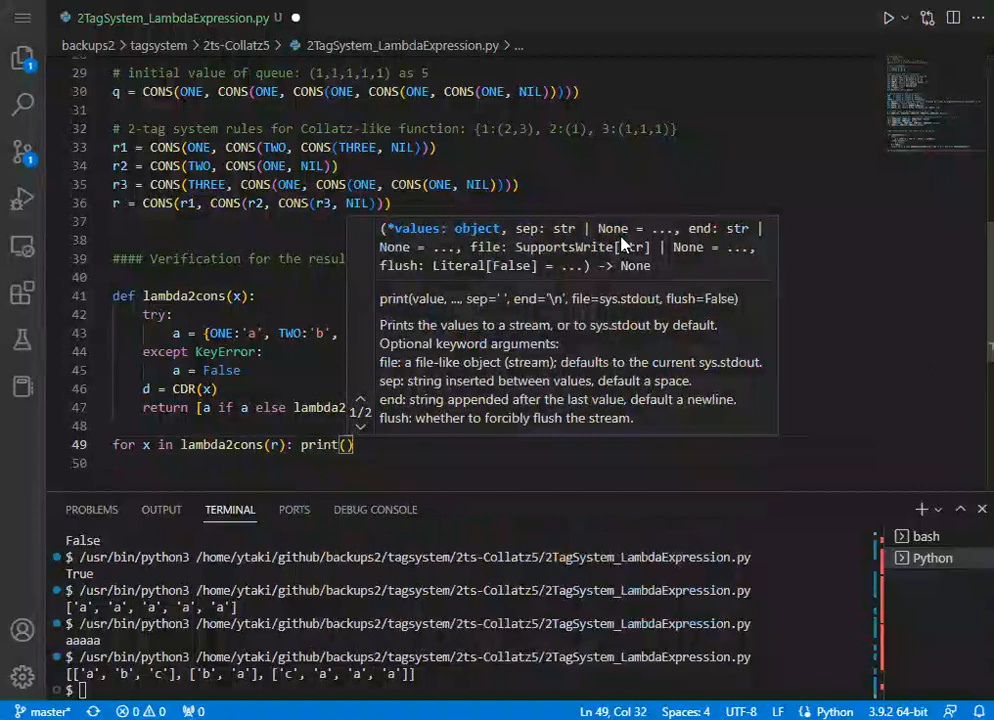 2TagSystem_LambdaExpression.py U
backups2 > tagsystem > 2ts-Collatz5 > 2TagSystem_LambdaExpression.py > ...
29 # initial value of queue: (1,1,1,1,1) as 5
30 q = CONS(ONE, CONS(ONE, CONS(ONE, CONS(ONE, CONS(ONE, NIL)))))
31
32 # 2-tag system rules for Collatz-like function: {1:(2,3), 2:(1), 3:(1,1,1)}
33 r1 = CONS(ONE, CONS(TWO, CONS(THREE, NIL)))
34 r2 = CONS(TWO, CONS(ONE, NIL))
35 r3 = CONS(THREE, CONS(ONE, CONS(ONE, CONS(ONE, NIL))))
36 r = CONS(r1, CONS(r2, CONS(r3, NIL)))
37
38
39 #### Verification for the resul
40
41 def lambda2cons(x):
42 try:
43 a = {ONE:'a', TWO:'b',
44 except KeyError:
45 a = False
46 d = CDR(x)
47 return [a if a else lambda2
48
49 for x in lambda2cons(r): print()
50
(*values: object, sep: str | None = ..., end: str |
None = ..., file: SupportsWrite[str] | None = ...,
flush: Literal[False] = ...) -> None
print(value, ..., sep=' ', end='\n', file=sys.stdout, flush=False)
Prints the values to a stream, or to sys.stdout by default.
Optional keyword arguments:
file: a file-like object (stream); defaults to the current sys.stdout.
sep: string inserted between values, default a space.
end: string appended after the last value, default a newline.
flush: whether to forcibly flush the stream.
1/2
PROBLEMS OUTPUT TERMINAL PORTS DEBUG CONSOLE
False
$ /usr/bin/python3 /home/ytaki/github/backups2/tagsystem/2ts-Collatz5/2TagSystem_LambdaExpression.py
True
$ /usr/bin/python3 /home/ytaki/github/backups2/tagsystem/2ts-Collatz5/2TagSystem_LambdaExpression.py
['a', 'a', 'a', 'a', 'a']
$ /usr/bin/python3 /home/ytaki/github/backups2/tagsystem/2ts-Collatz5/2TagSystem_LambdaExpression.py
aaaaa
$ /usr/bin/python3 /home/ytaki/github/backups2/tagsystem/2ts-Collatz5/2TagSystem_LambdaExpression.py
[['a', 'b', 'c'], ['b', 'a'], ['c', 'a', 'a', 'a']]
$
bash
Python
1
1
master* 0 0 0 Ln 49, Col 32 Spaces: 4 UTF-8 LF Python 3.9.2 64-bit